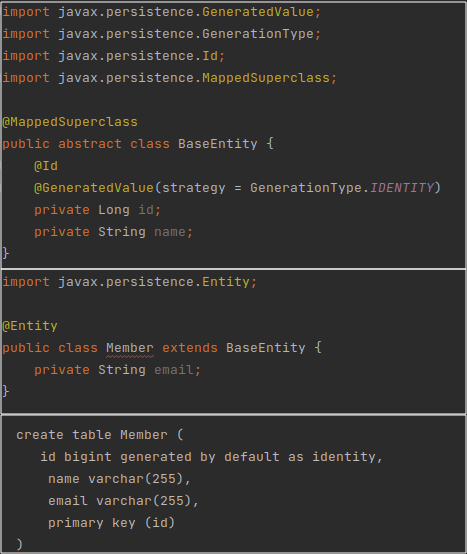 import javax.persistence.GeneratedValue;
import javax.persistence.GenerationType;
import javax.persistence.Id;
import javax.persistence.MappedSuperclass;
@MappedSuperclass
public abstract class BaseEntity {
@Id
@GeneratedValue(strategy = GenerationType.IDENTITY)
private Long id;
private String name;
}
import javax.persistence.Entity;
@Entity
public class Member extends BaseEntity {
private String email;
}
create table Member (
id bigint generated by default as identity,
name varchar(255),
email varchar(255),
primary key (id)
)